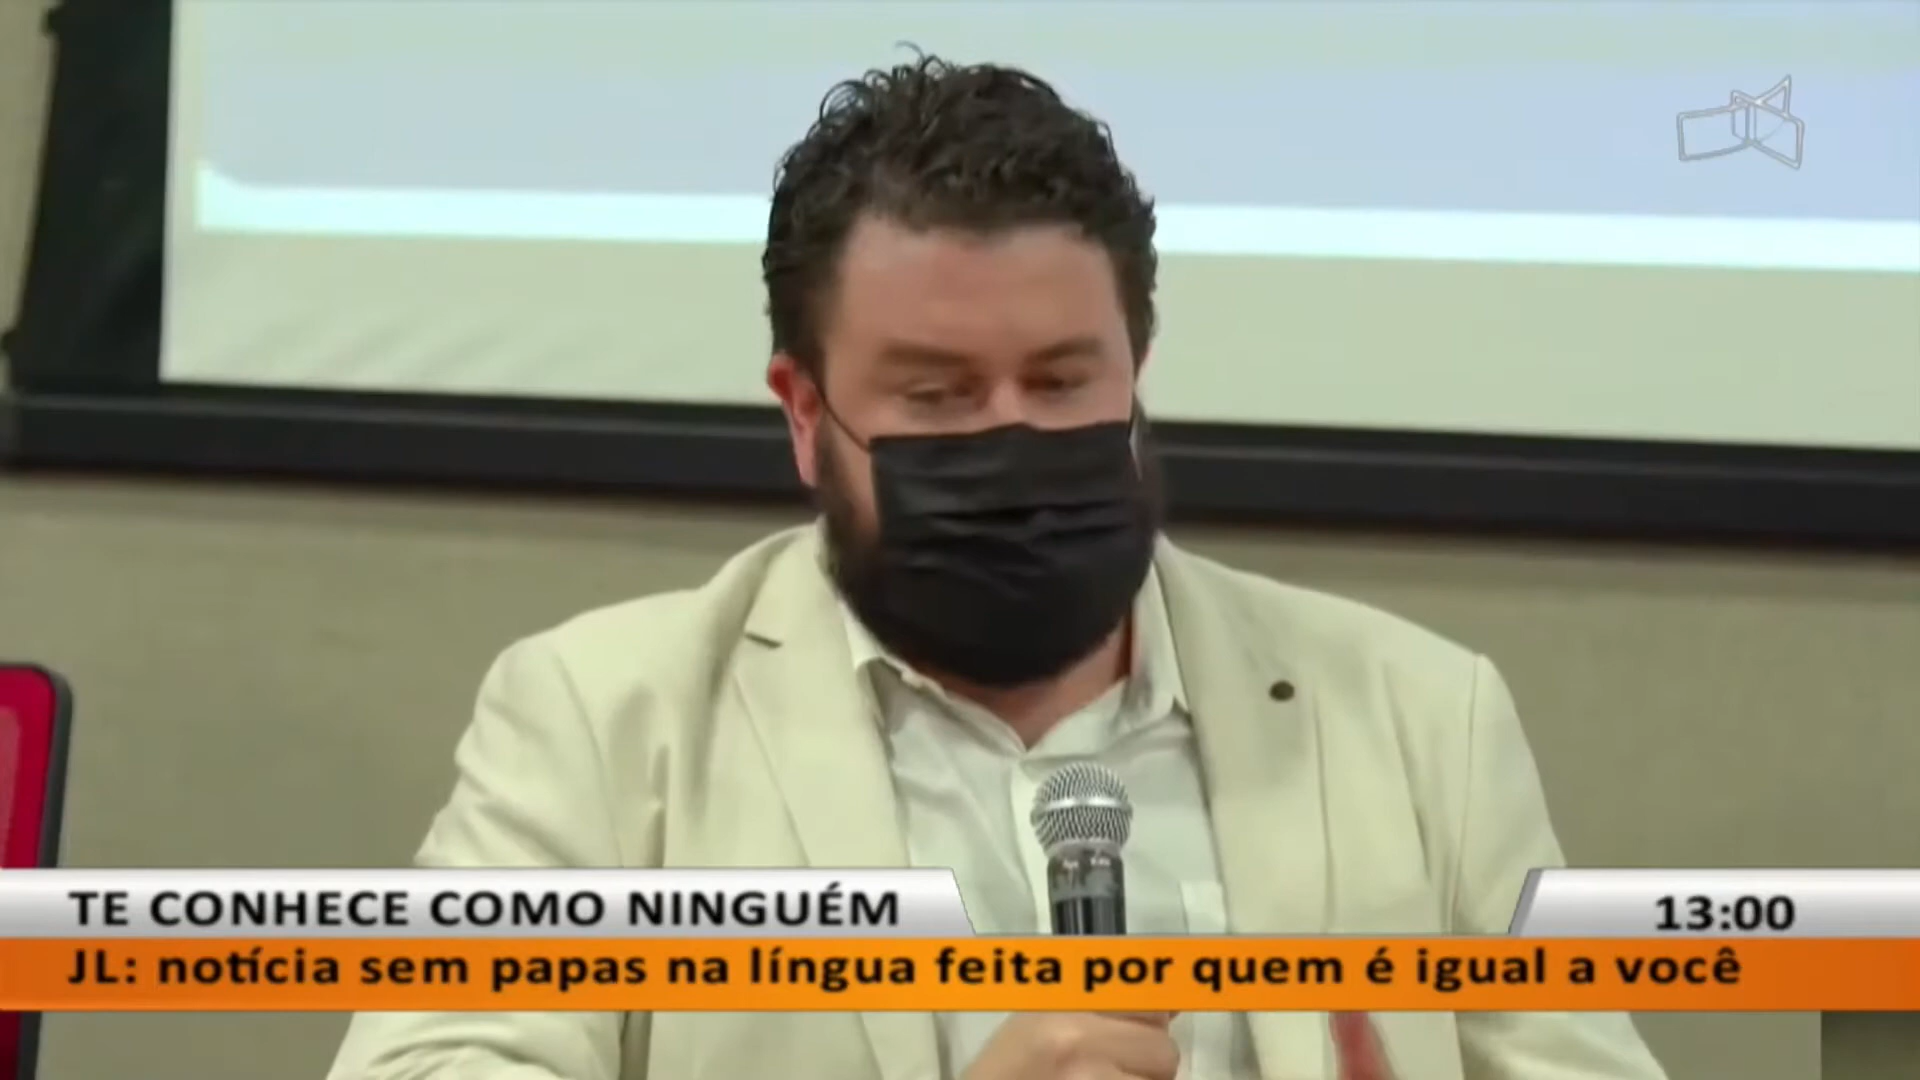 TE CONHECE COMO NINGUÉM
13:00
JL: notícia sem papas na língua feita por quem é igual a você